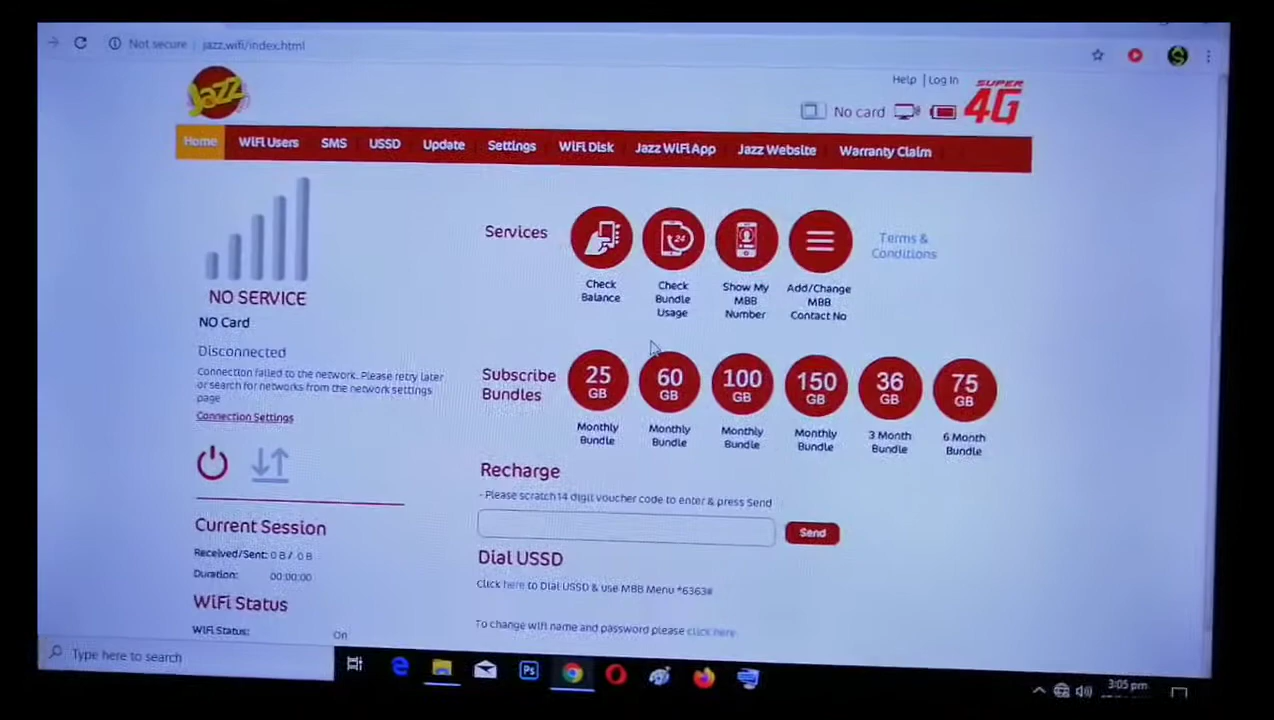 Not secure | jazz.wifi/index.html
Jazz
Help | Log In
No card
SUPER
4G
Home WiFi Users SMS USSD Update Settings WiFi Disk Jazz WiFi App Jazz Website Warranty Claim
NO SERVICE
NO Card
Disconnected
Connection failed to the network. Please retry later
or search for networks from the network settings
page
Connection Settings
Current Session
Received/Sent: 0 B / 0 B
Duration: 00:00:00
WiFi Status
WiFi Status: On
Services
24
Check
Balance
Check
Bundle
Usage
Show My
MBB
Number
Add/Change
MBB
Contact No
Terms &
Conditions
Subscribe
Bundles
25
GB
Monthly
Bundle
60
GB
Monthly
Bundle
100
GB
Monthly
Bundle
150
GB
Monthly
Bundle
36
GB
3 Month
Bundle
75
GB
6 Month
Bundle
Recharge
- Please scratch 14 digit voucher code to enter & press Send
Send
Dial USSD
Click here to Dial USSD & use MBB Menu *6363#
To change wifi name and password please click here
Type here to search
Ps
3:05 pm